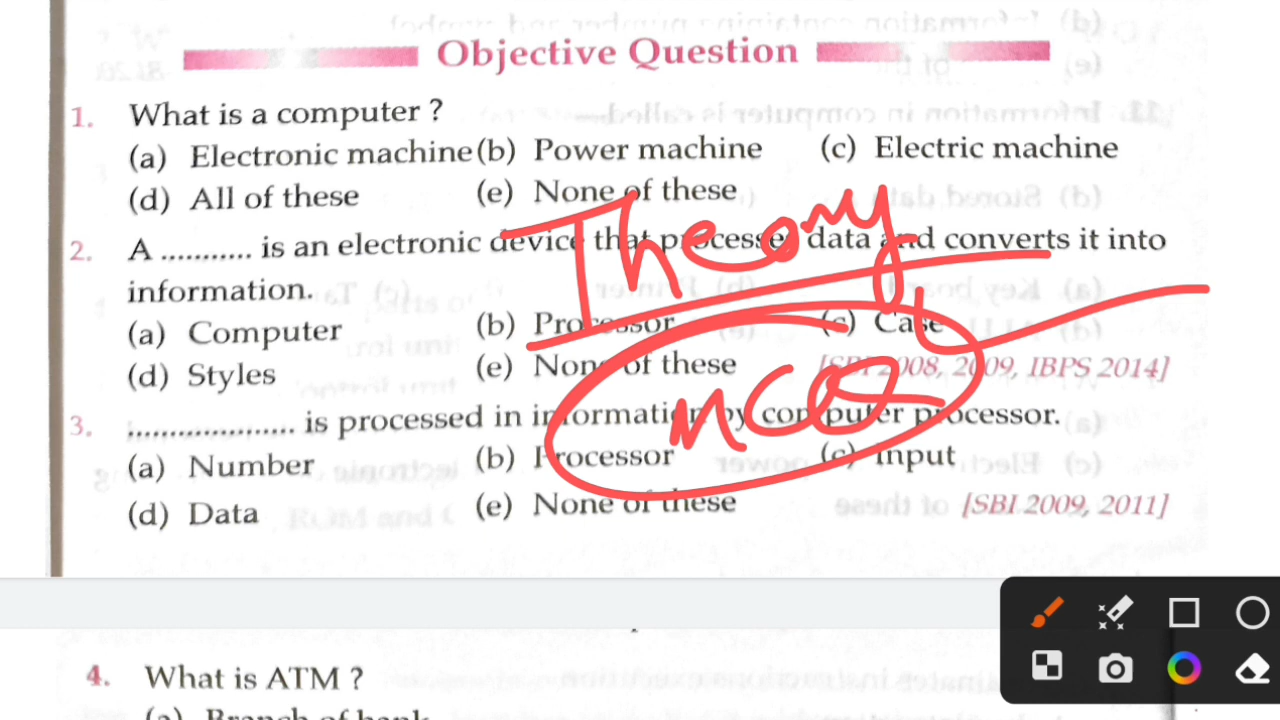 Objective Question
1. What is a computer ?
(a) Electronic machine (b) Power machine (c) Electric machine
(d) All of these (e) None of these
2. A ........... is an electronic device that processes data and converts it into
information.
(a) Computer (b) Processor (c) Case
(d) Styles (e) None of these [SBI 2008, 2009, IBPS 2014]
3. ................... is processed in information by computer processor.
(a) Number (b) Processor (c) Input
(d) Data (e) None of these [SBI 2009, 2011]
Theory
MCQ
4. What is ATM ?
(a) Branch of bank